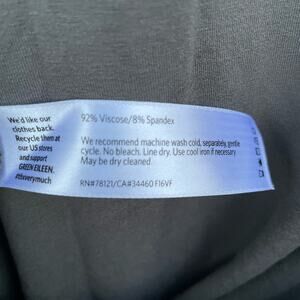 We'd like our
clothes back.
Recycle them at
our US stores
and support
GREEN EILEEN.
#thxverymuch
92% Viscose/8% Spandex
We recommend machine wash cold, separately, gentle
cycle. No bleach. Line dry. Use cool iron if necessary
May be dry cleaned.
RN#78121/CA#34460 F16VF